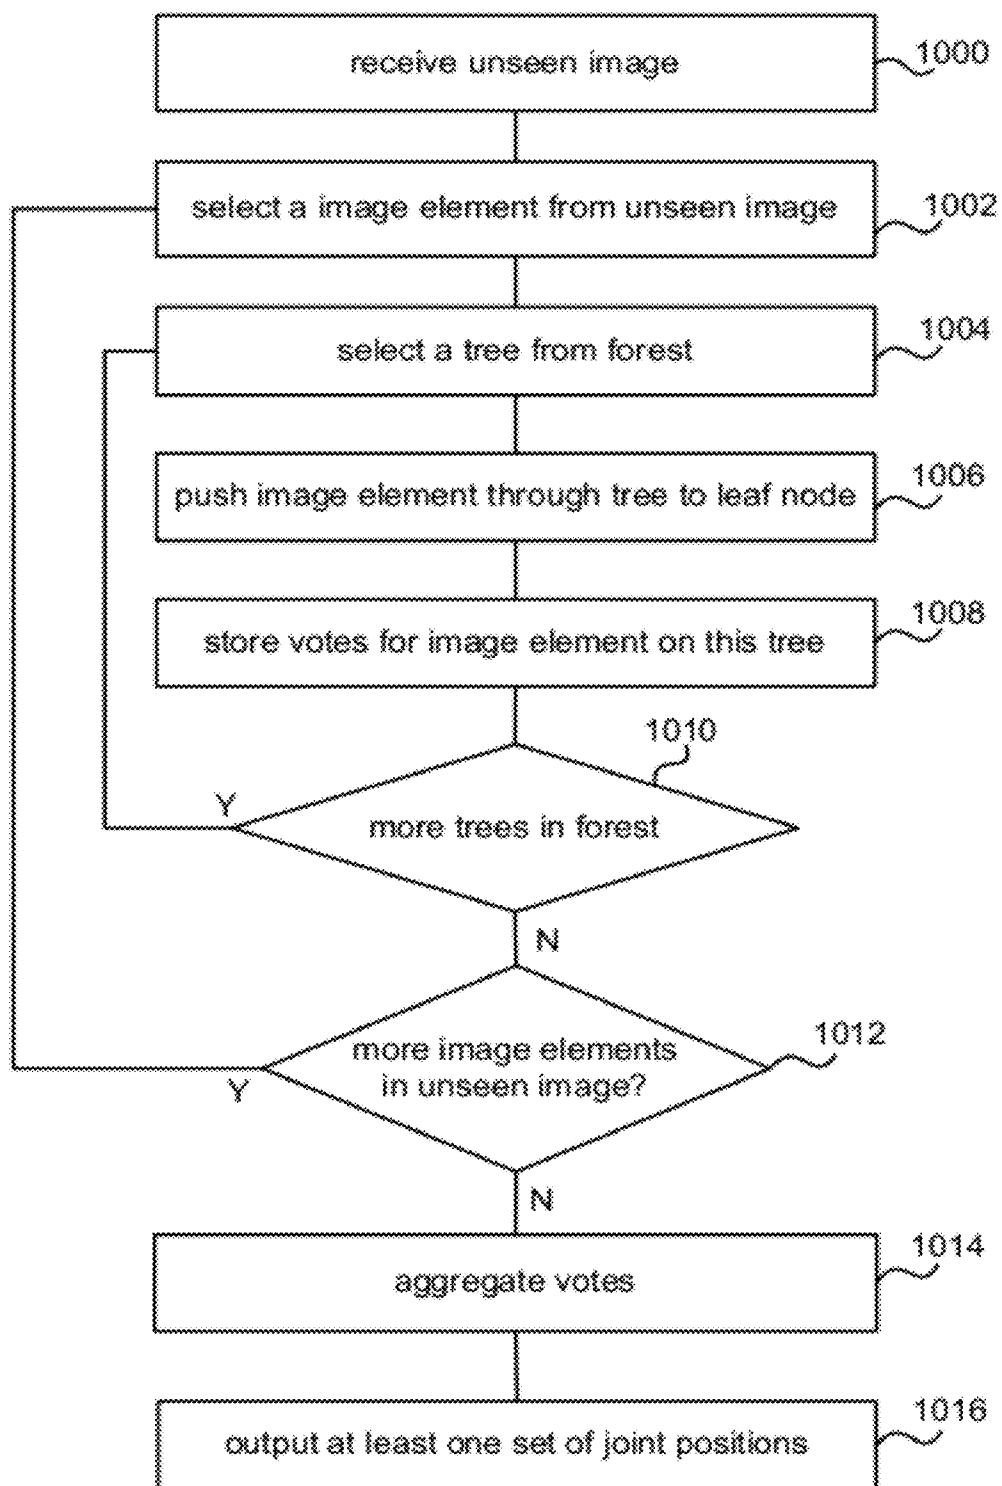 receive unseen image
1000
select a image element from unseen image
1002
select a tree from forest
1004
push image element through tree to leaf node
1006
store votes for image element on this tree
1008
1010
more trees in forest
Y
N
more image elements
in unseen image?
1012
Y
N
aggregate votes
1014
output at least one set of joint positions
1016